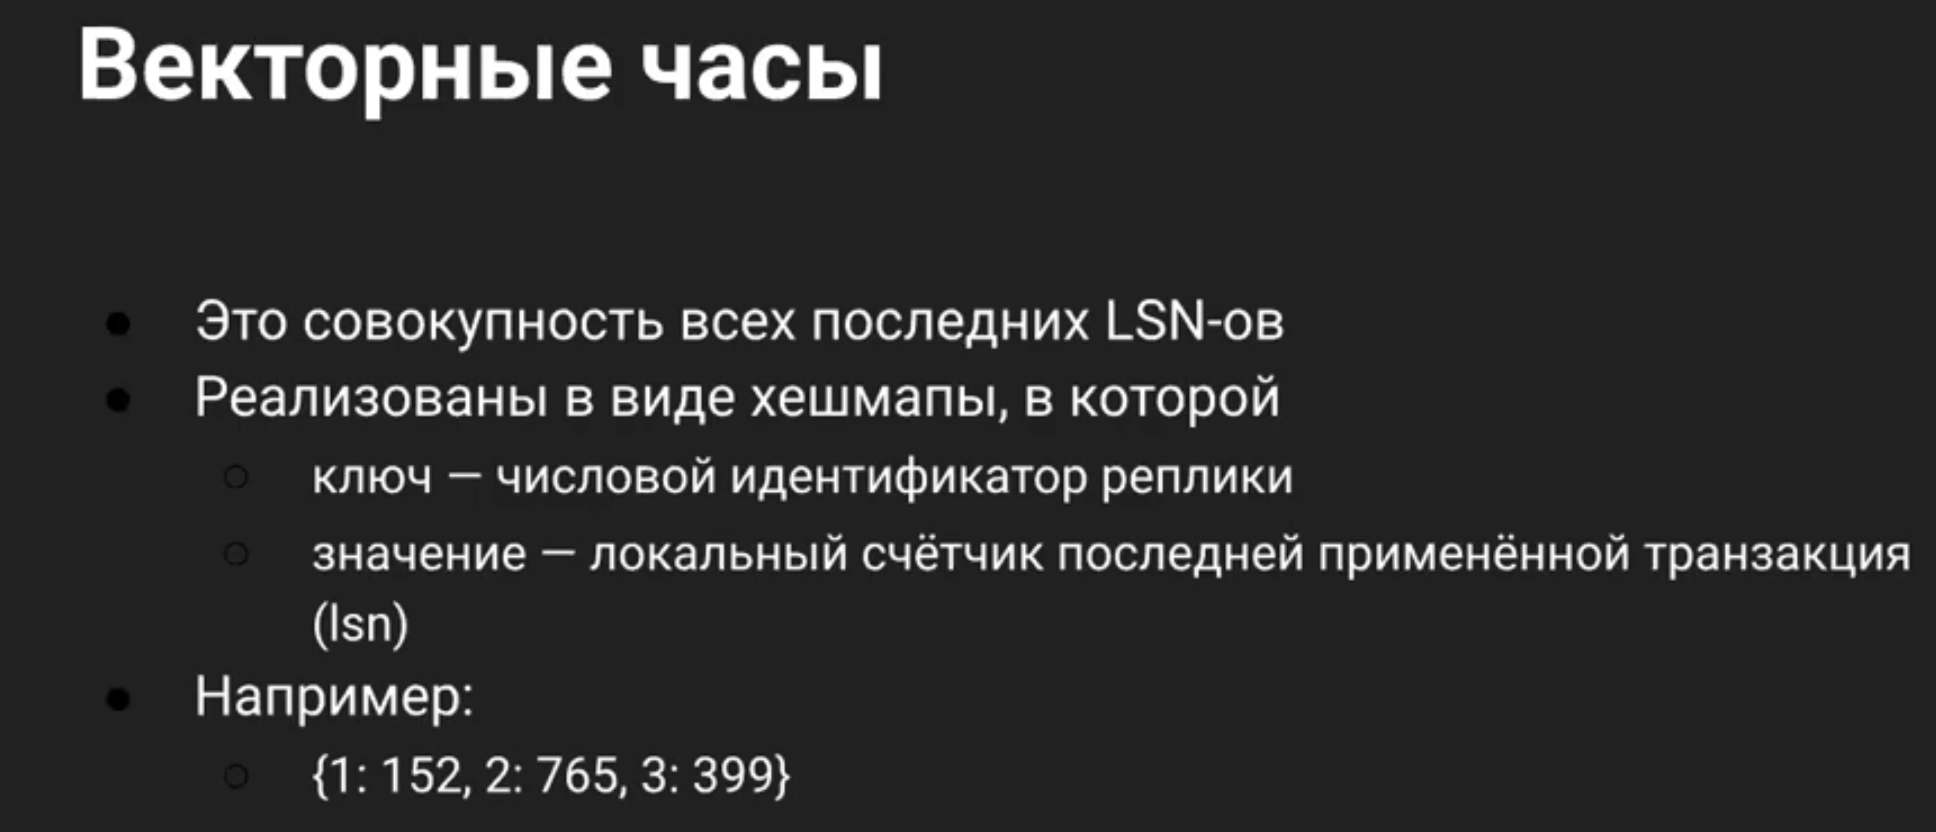 Векторные часы
Это совокупность всех последних LSN-ов
Реализованы в виде хешмапы, в которой
ключ — числовой идентификатор реплики
значение — локальный счётчик последней применённой транзакция
(lsn)
Например:
{1: 152, 2: 765, 3: 399}